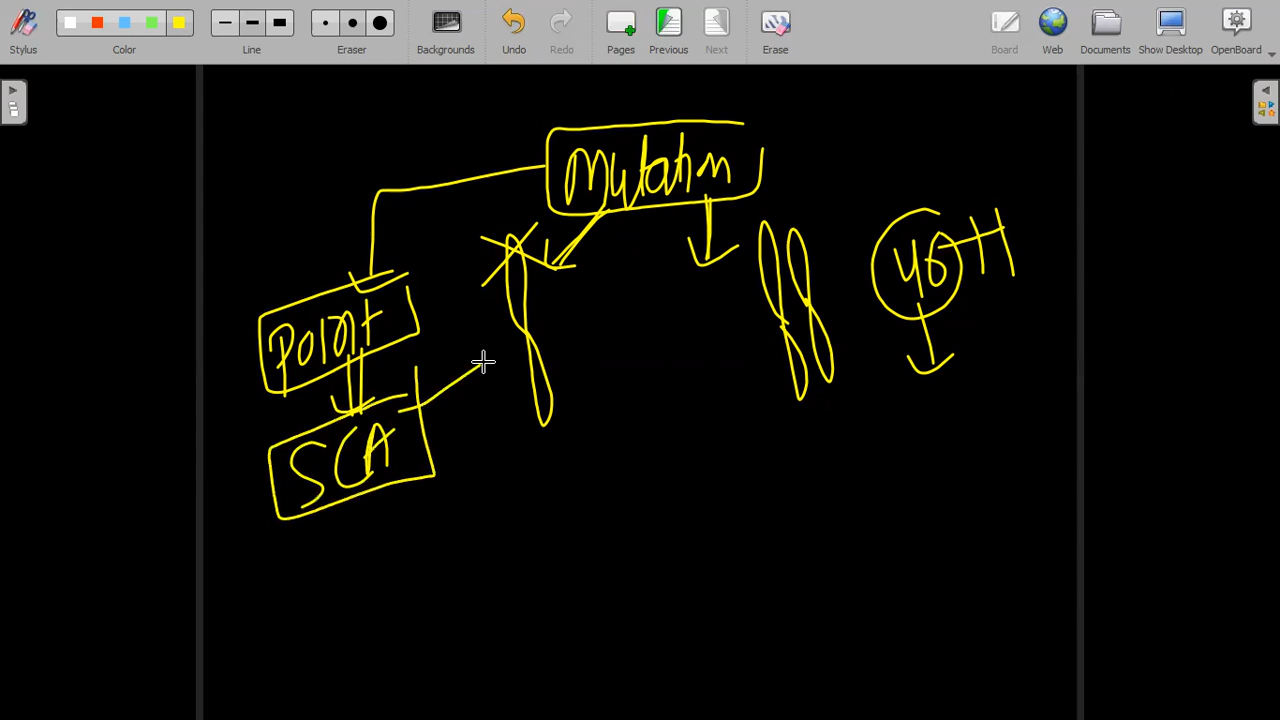 Stylus
Color
Line
Eraser
Backgrounds
Undo
Redo
Pages
Previous
Next
Erase
Board
Web
Documents
Show Desktop
OpenBoard
Mutation
46
Point
SCA